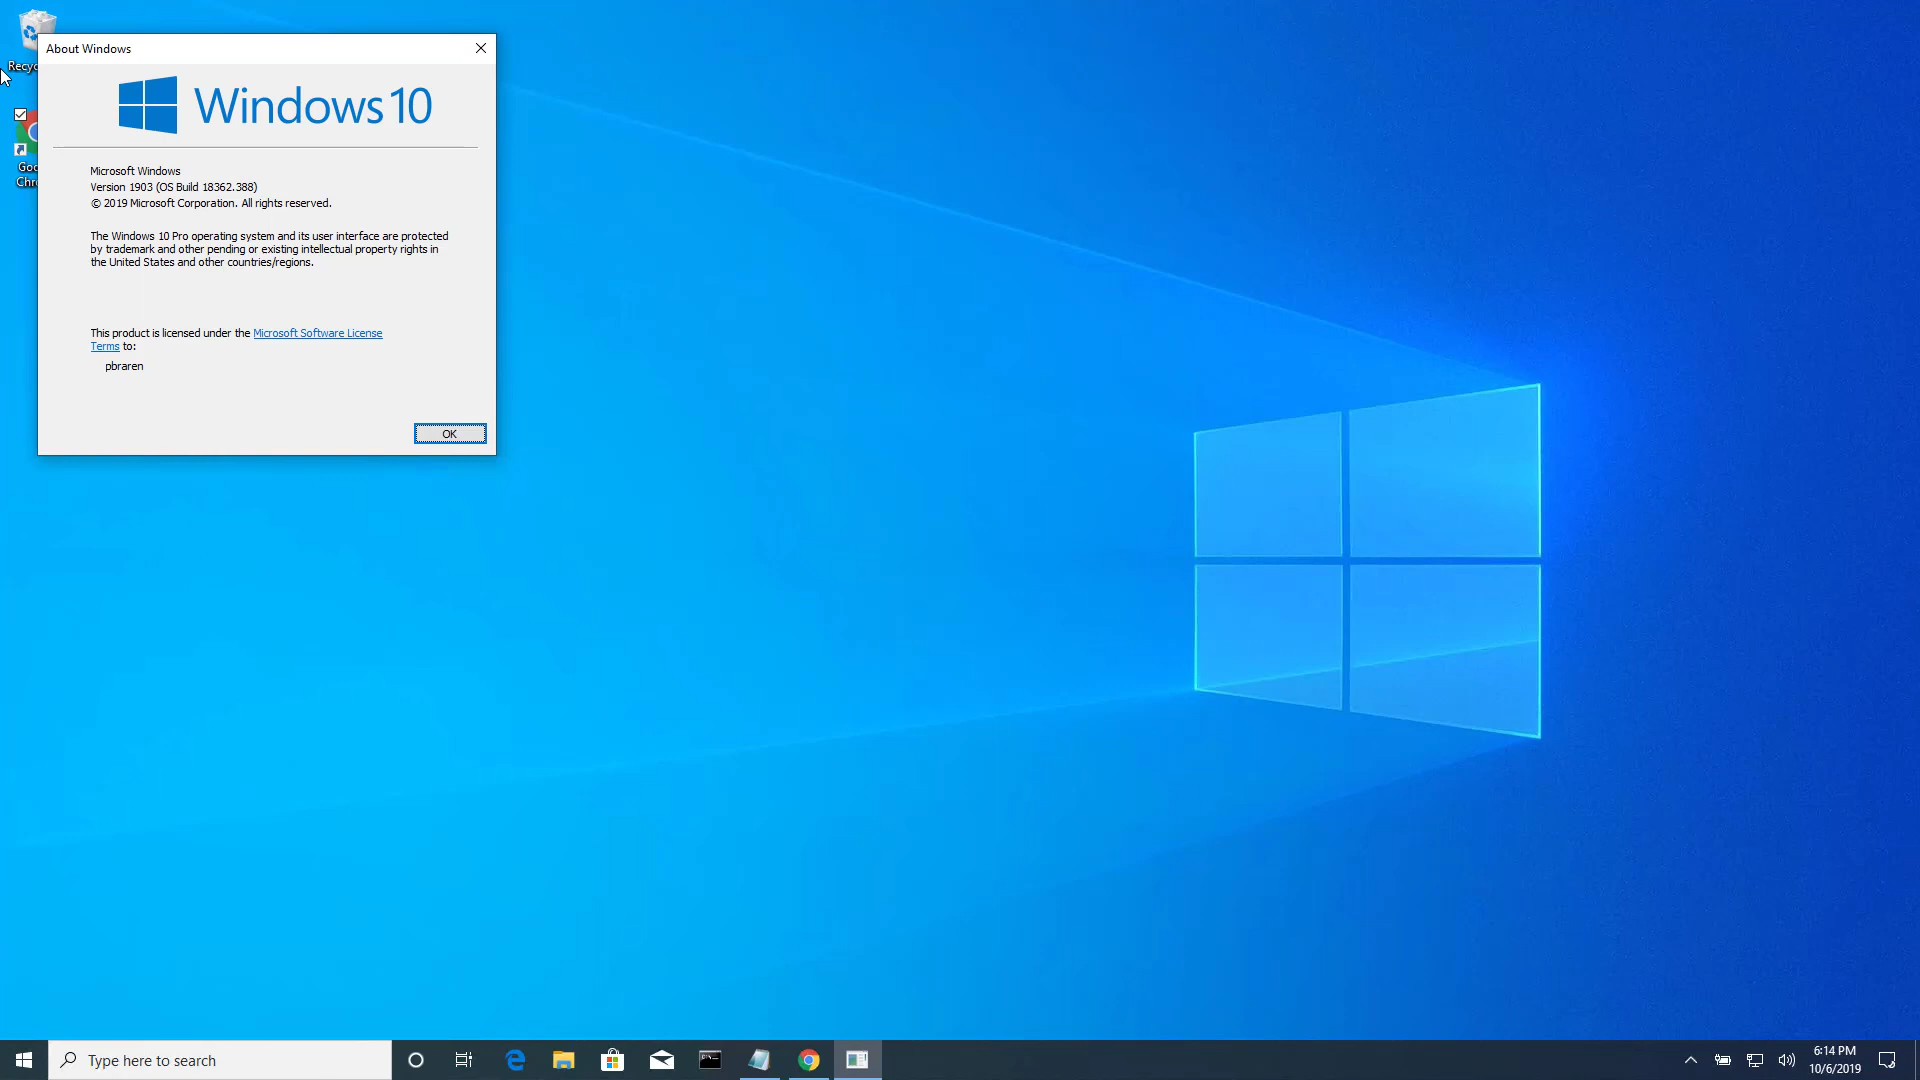 About Windows
Windows 10
Microsoft Windows
Version 1903 (OS Build 18362.388)
© 2019 Microsoft Corporation. All rights reserved.
The Windows 10 Pro operating system and its user interface are protected
by trademark and other pending or existing intellectual property rights in
the United States and other countries/regions.
This product is licensed under the Microsoft Software License
Terms to:
pbraren
OK
Recyc
Goo
Chro
Type here to search
6:14 PM
10/6/2019